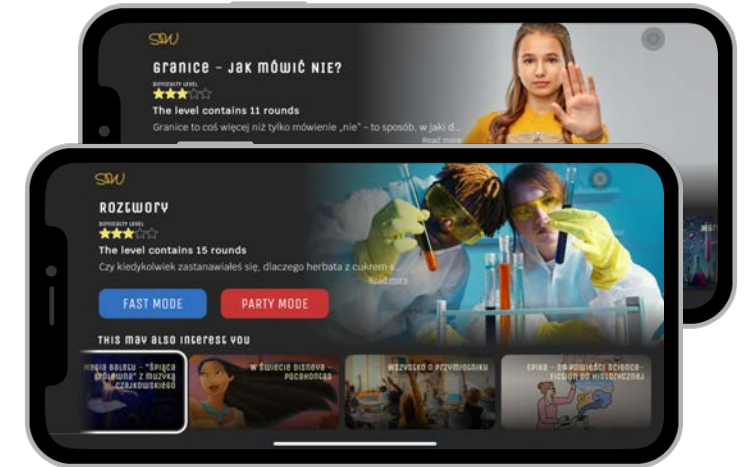 S&W
GRANICE - JAK MÓWIĆ NIE?
DIFFICULTY LEVEL
The level contains 11 rounds
Granice to coś więcej niż tylko mówienie „nie” - to sposób, w jaki d...
Read more
S&W
ROZTWORY
DIFFICULTY LEVEL
The level contains 15 rounds
Czy kiedykolwiek zastanawiałeś się, dlaczego herbata z cukrem s...
Read more
FAST MODE
PARTY MODE
THIS MAY ALSO INTEREST YOU
MAGIA BALETU - "ŚPIĄCA
KRÓLEWNA" Z MUZYKĄ
CZAJKOWSKIEGO
W ŚWIECIE DISNEYA -
POCAHONTAS
WSZYSTKO O PRZYMIOTNIKU
EPIKA - OD POWIEŚCI SCIENCE-
FICTION DO HISTORYCZNEJ